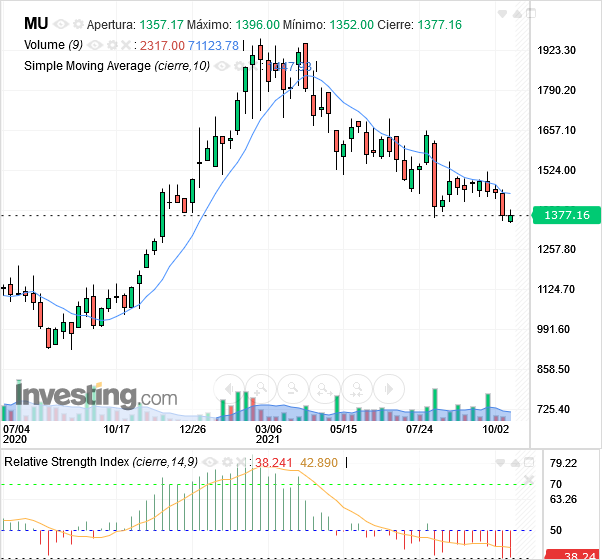 MU Apertura: 1357.17 Máximo: 1396.00 Mínimo: 1352.00 Cierre: 1377.16
Volume (9) 2317.00 71123.78
Simple Moving Average (cierre,10)
1923.30
1790.20
1657.10
1524.00
1377.16
1257.80
1124.70
991.60
858.50
725.40
Investing.com
07/04 10/17 12/26 03/06 05/15 07/24 10/02
2020 2021
Relative Strength Index (cierre,14,9) 38.241 42.890
79.22
70
63.26
50
38.24